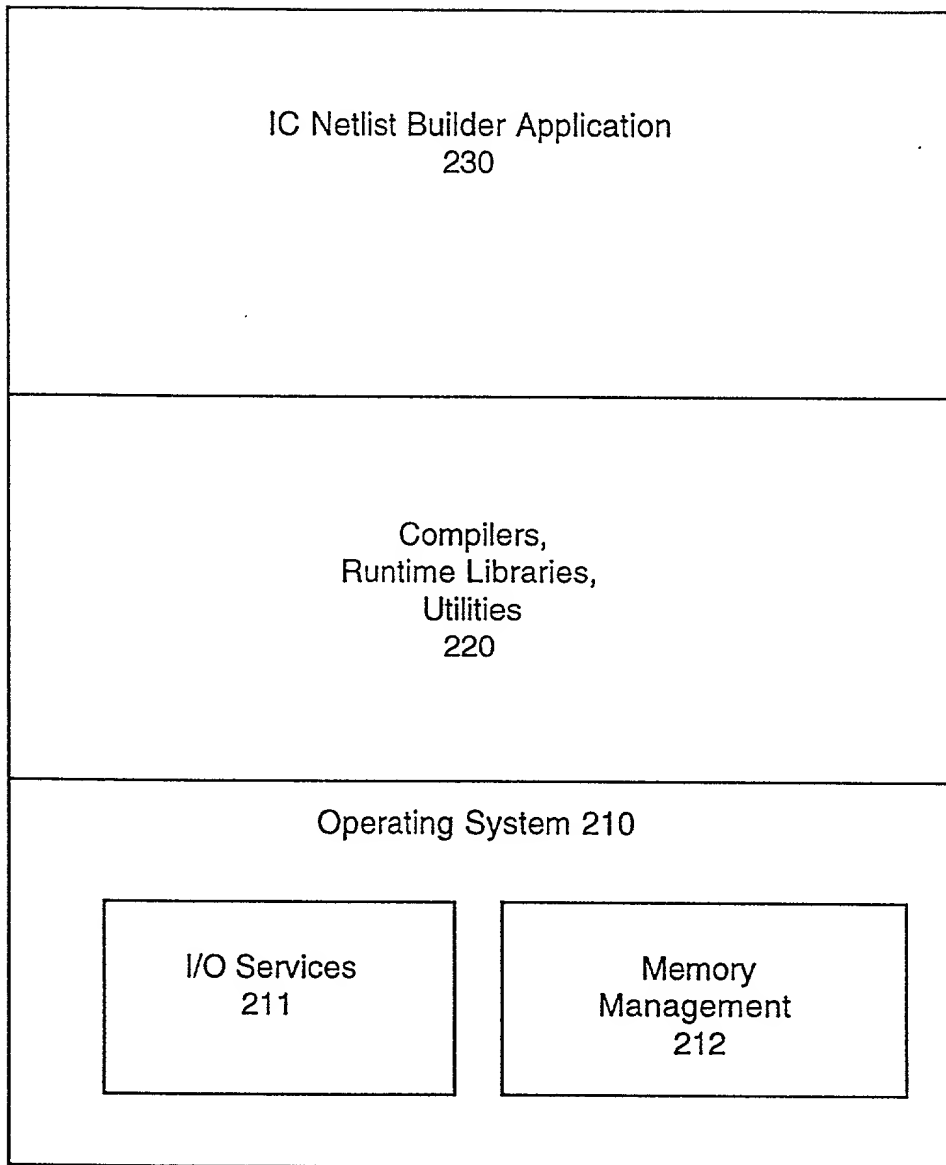 IC Netlist Builder Application
230
Compilers,
Runtime Libraries,
Utilities
220
Operating System 210
I/O Services
211
Memory
Management
212